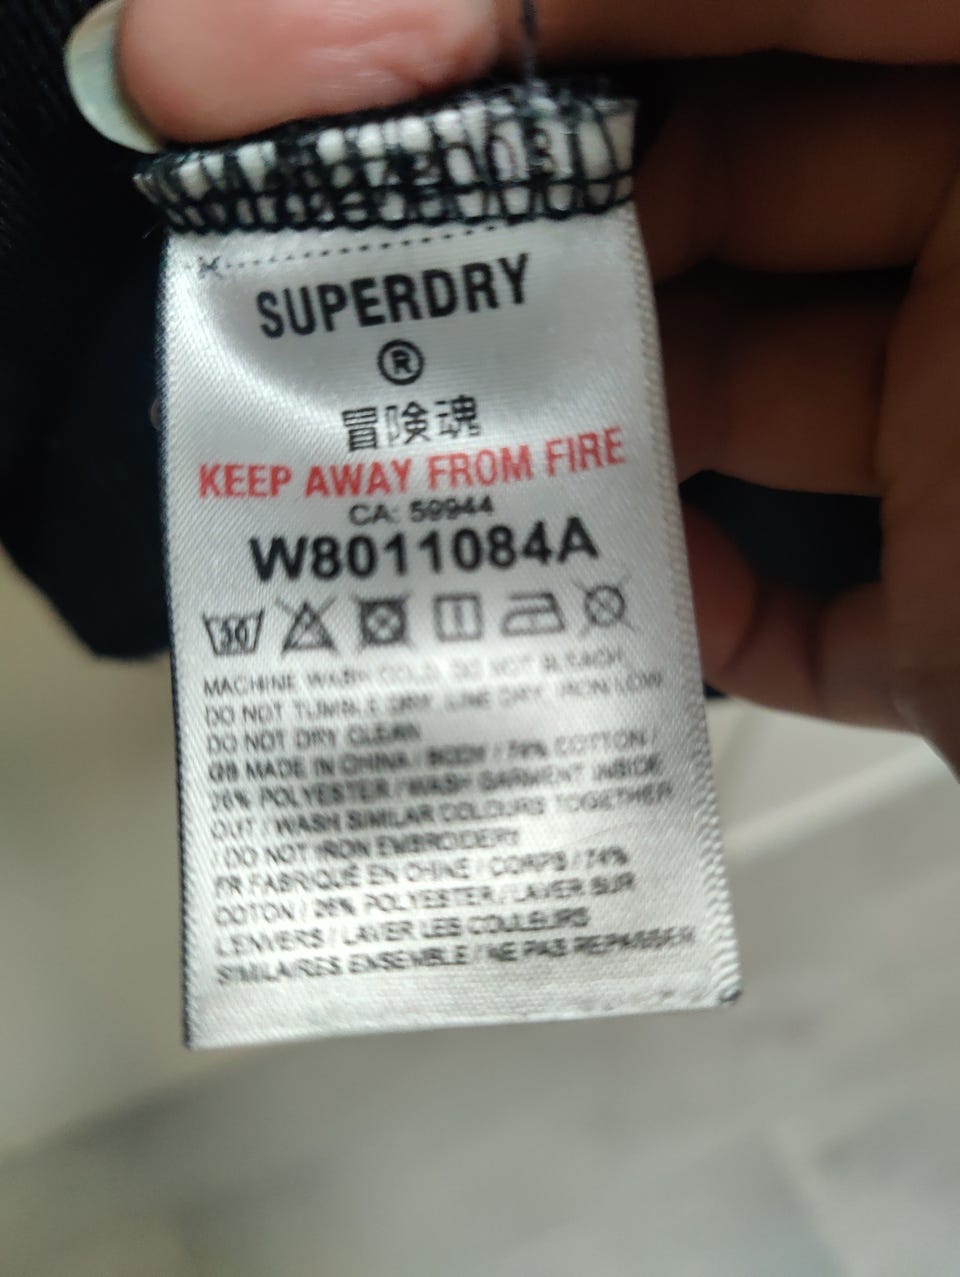 SUPERDRY
®
冒険魂
KEEP AWAY FROM FIRE
CA: 59944
W8011084A
30
MACHINE WASH COLD, DO NOT BLEACH,
DO NOT TUMBLE DRY, LINE DRY, IRON LOW
DO NOT DRY CLEAN
GB MADE IN CHINA / BODY / 74% COTTON /
26% POLYESTER / WASH GARMENT INSIDE
OUT / WASH SIMILAR COLOURS TOGETHER
/ DO NOT IRON EMBROIDERY
FR FABRIQUÉ EN CHINE / CORPS / 74%
COTON / 26% POLYESTER / LAVER SUR
L'ENVERS / LAVER LES COULEURS
SIMILAIRES ENSEMBLE / NE PAS REPASSER